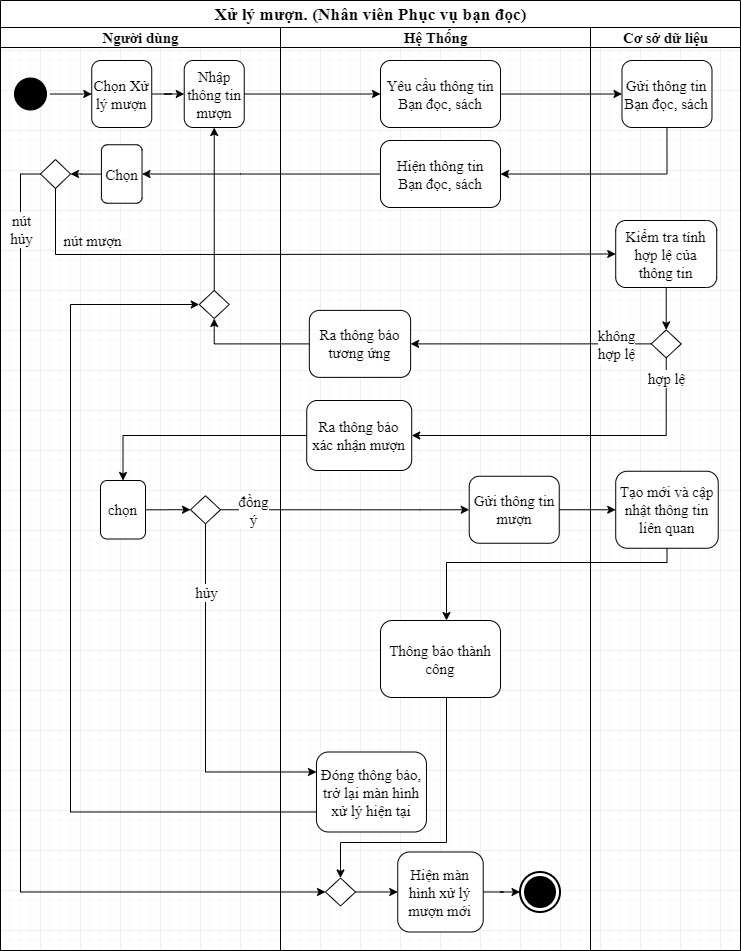 Xử lý mượn. (Nhân viên Phục vụ bạn đọc)
Người dùng
Hệ Thống
Cơ sở dữ liệu
Chọn Xử
lý mượn
Nhập
thông tin
mượn
Yêu cầu thông tin
Bạn đọc, sách
Gửi thông tin
Bạn đọc, sách
Chọn
Hiện thông tin
Bạn đọc, sách
nút
hủy
nút mượn
Kiểm tra tính
hợp lệ của
thông tin
Ra thông báo
tương ứng
không
hợp lệ
hợp lệ
Ra thông báo
xác nhận mượn
chọn
đồng
ý
Gửi thông tin
mượn
Tạo mới và cập
nhật thông tin
liên quan
hủy
Thông báo thành
công
Đóng thông báo,
trở lại màn hình
xử lý hiện tại
Hiện màn
hình xử lý
mượn mới